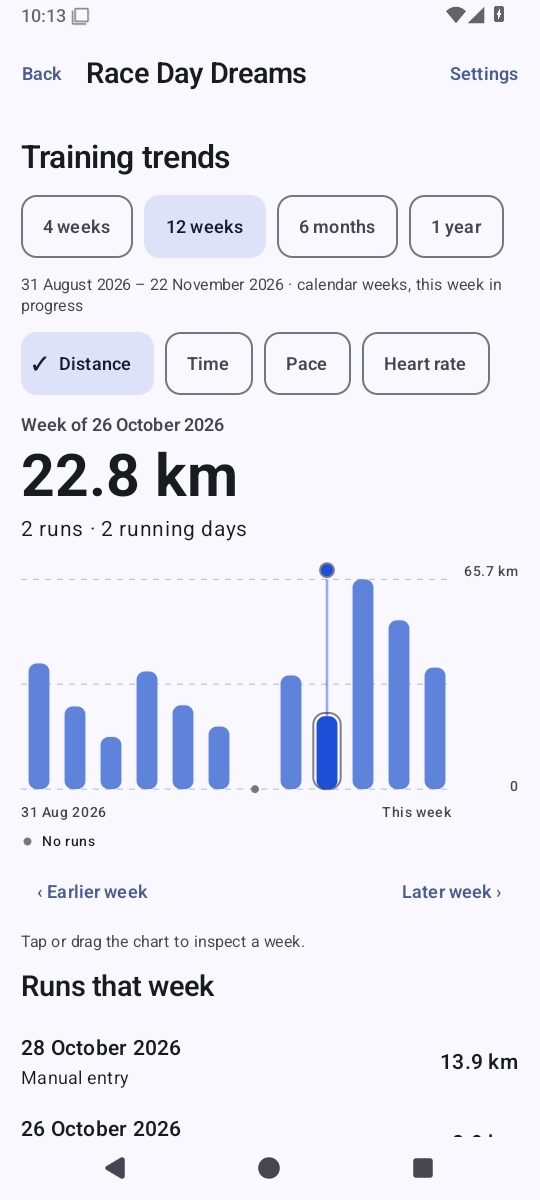 10:13
Back Race Day Dreams Settings
Training trends
4 weeks 12 weeks 6 months 1 year
31 August 2026 – 22 November 2026 · calendar weeks, this week in
progress
✓ Distance Time Pace Heart rate
Week of 26 October 2026
22.8 km
2 runs · 2 running days
65.7 km
0
31 Aug 2026 This week
No runs
‹ Earlier week Later week ›
Tap or drag the chart to inspect a week.
Runs that week
28 October 2026
13.9 km
Manual entry
26 October 2026